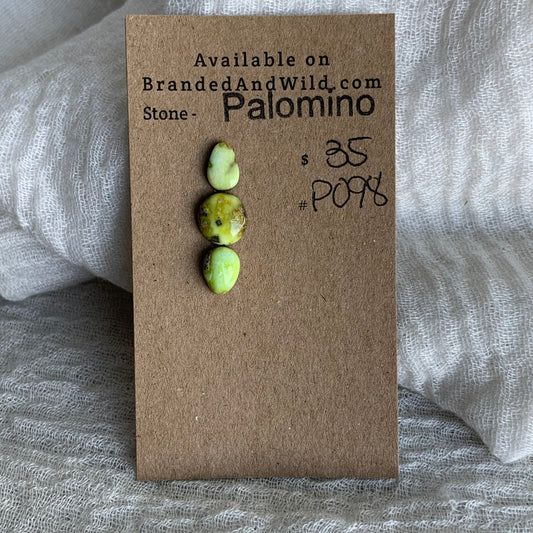 Available on
BrandedAndWild.com
Stone - Palomino
$ 35
# P098